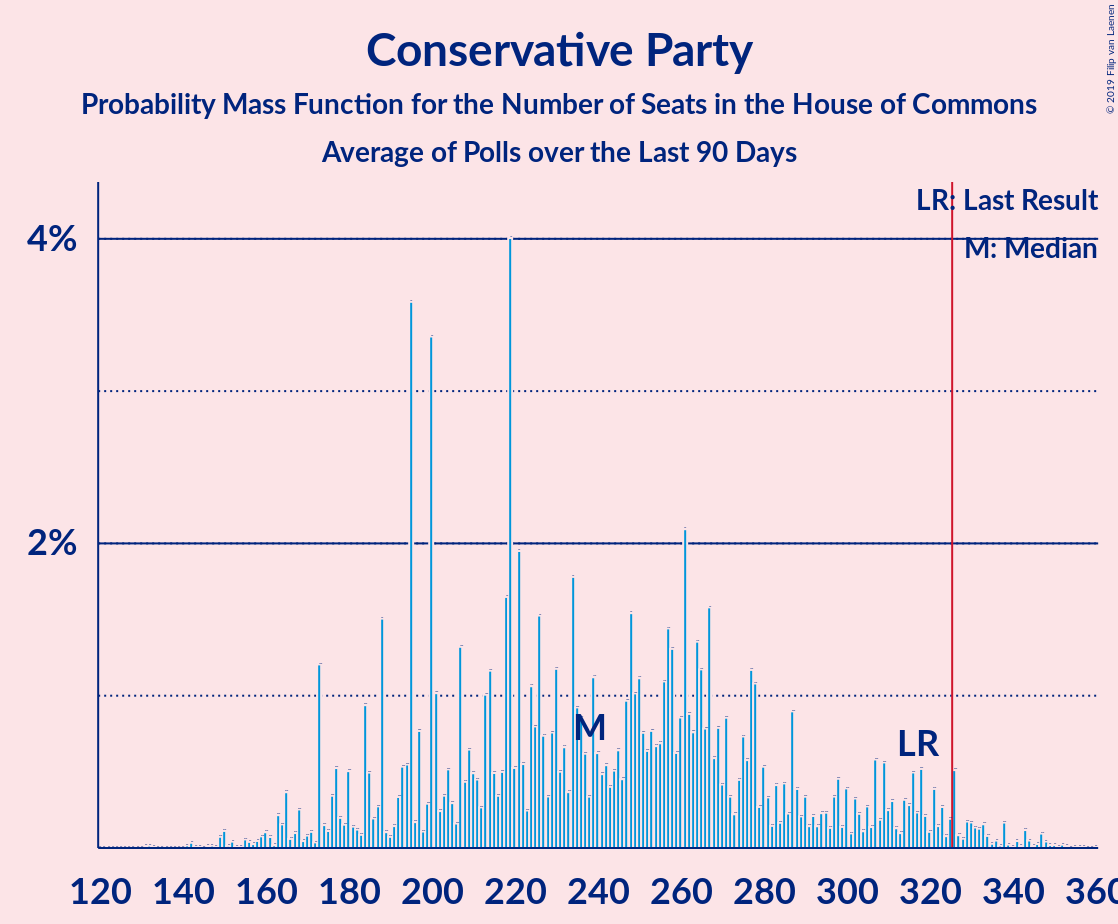 Conservative Party
Probability Mass Function for the Number of Seats in the House of Commons
Average of Polls over the Last 90 Days
© 2019 Filip van Laenen
LR: Last Result
M: Median
4%
2%
M
LR
120 140 160 180 200 220 240 260 280 300 320 340 360